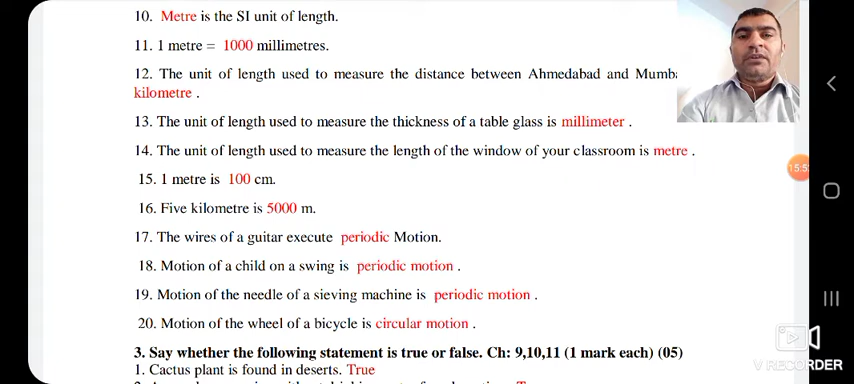 10. Metre is the SI unit of length.
11. 1 metre = 1000 millimetres.
12. The unit of length used to measure the distance between Ahmedabad and
kilometre .
13. The unit of length used to measure the thickness of a table glass is millimeter .
14. The unit of length used to measure the length of the window of your classroom is metre .
15. 1 metre is 100 cm.
16. Five kilometre is 5000 m.
17. The wires of a guitar execute periodic Motion.
18. Motion of a child on a swing is periodic motion .
19. Motion of the needle of a sieving machine is periodic motion .
20. Motion of the wheel of a bicycle is circular motion .
3. Say whether the following statement is true or false. Ch: 9,10,11 (1 mark each) (05)
1. Cactus plant is found in deserts. True
V RECORDER